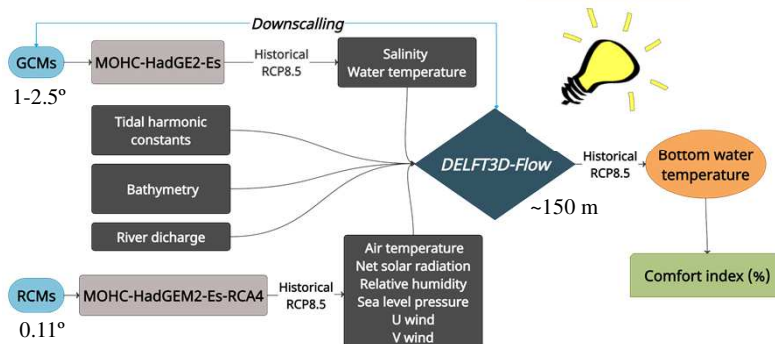 Downscalling
GCMs
1-2.5º
MOHC-HadGE2-Es
Historical
RCP8.5
Salinity
Water temperature
Tidal harmonic
constants
Bathymetry
River dicharge
DELFT3D-Flow
~150 m
Historical
RCP8.5
Bottom water
temperature
Comfort index (%)
RCMs
0.11º
MOHC-HadGEM2-Es-RCA4
Historical
RCP8.5
Air temperature
Net solar radiation
Relative humidity
Sea level pressure
U wind
V wind